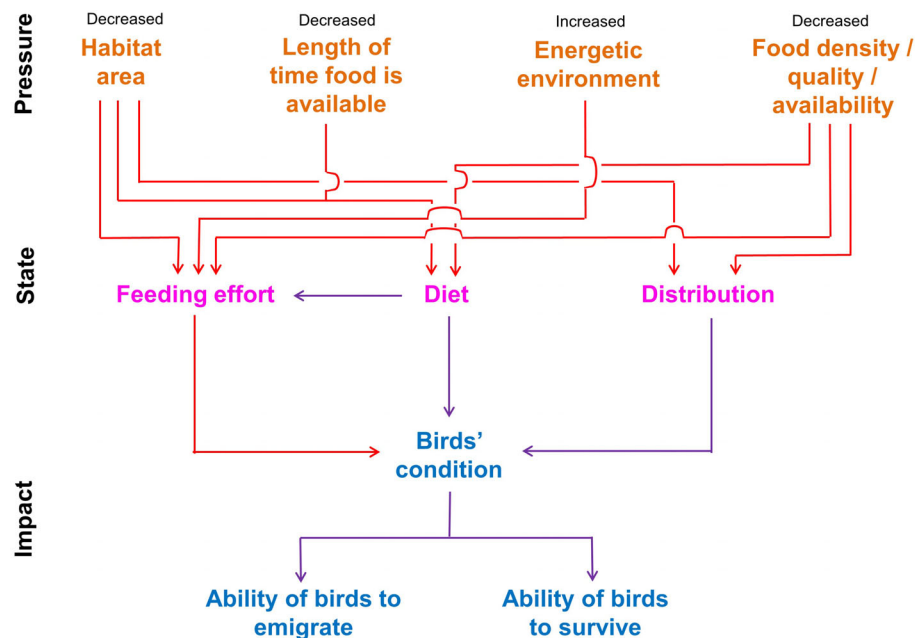 Pressure
Decreased
Habitat
area
Decreased
Length of
time food is
available
Increased
Energetic
environment
Decreased
Food density /
quality /
availability
State
Feeding effort
Diet
Distribution
Impact
Birds’
condition
Ability of birds to
emigrate
Ability of birds
to survive